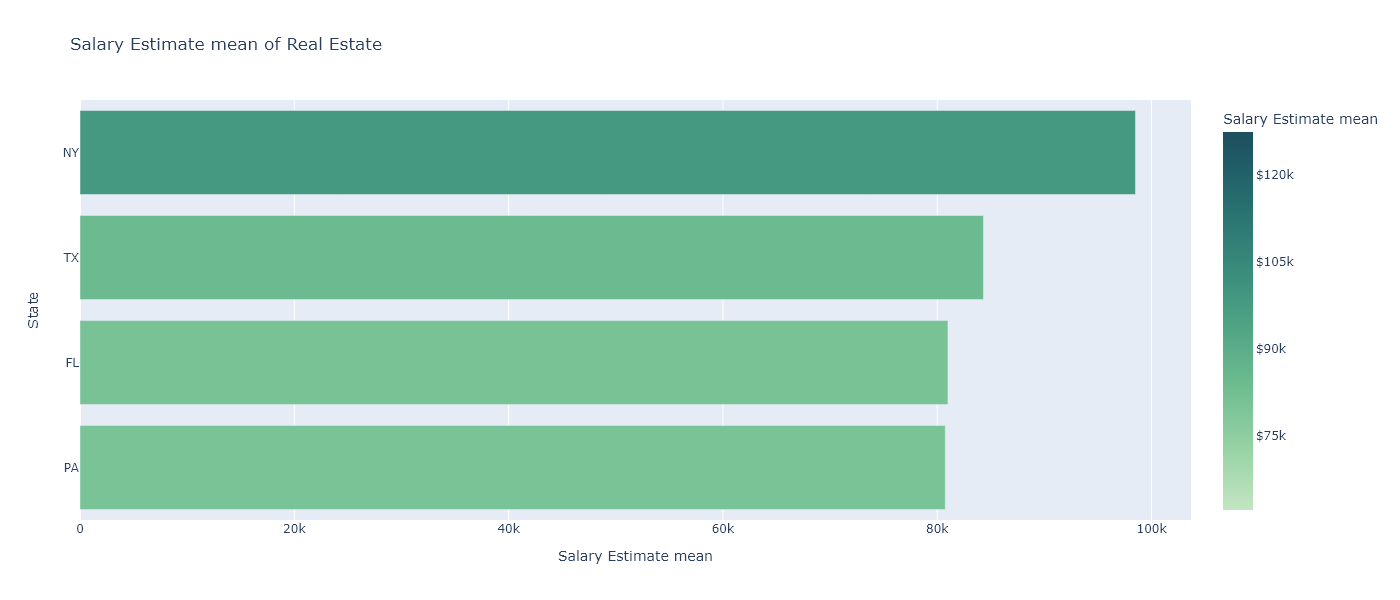 Salary Estimate mean of Real Estate
Salary Estimate mean
NY
TX
FL
PA
State
0
20k
40k
60k
80k
100k
Salary Estimate mean
$120k
$105k
$90k
$75k